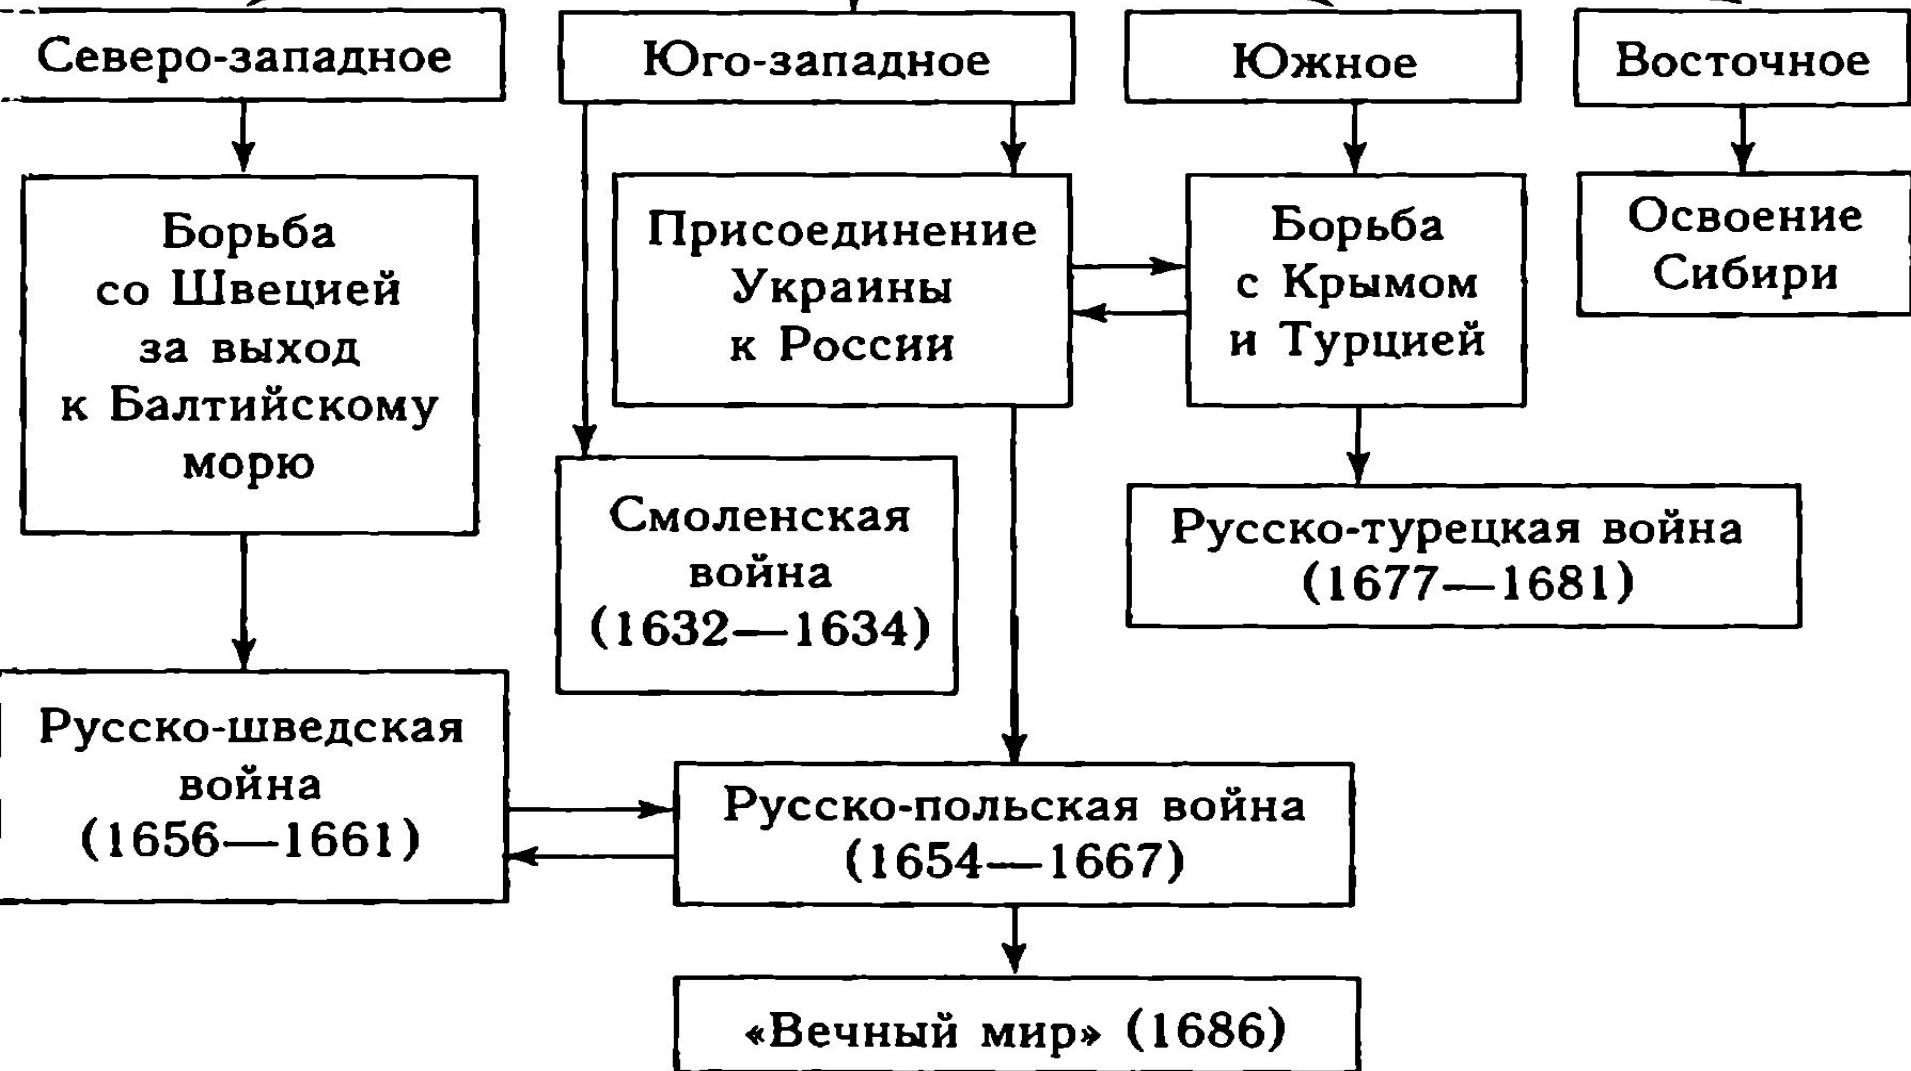 Северо-западное
Юго-западное
Южное
Восточное
Борьба
со Швецией
за выход
к Балтийскому
морю
Присоединение
Украины
к России
Борьба
с Крымом
и Турцией
Освоение
Сибири
Смоленская
война
(1632—1634)
Русско-турецкая война
(1677—1681)
Русско-шведская
война
(1656—1661)
Русско-польская война
(1654—1667)
«Вечный мир» (1686)